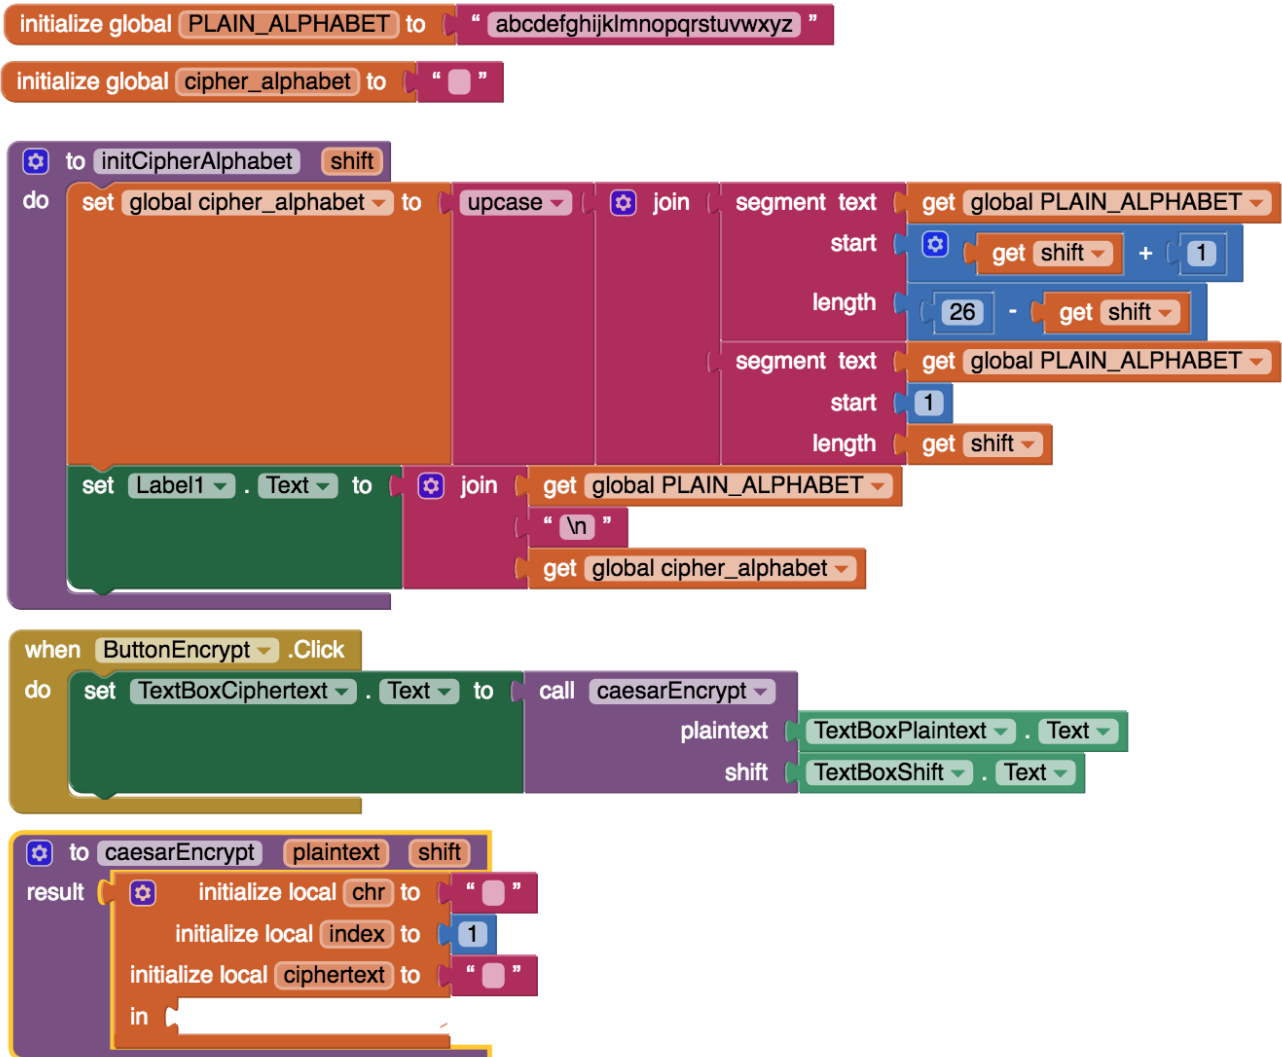 initialize global PLAIN_ALPHABET to " abcdefghijklmnopqrstuvwxyz "
initialize global cipher_alphabet to " "
to initCipherAlphabet shift
do set global cipher_alphabet to upcase join segment text get global PLAIN_ALPHABET
start get shift + 1
length 26 - get shift
segment text get global PLAIN_ALPHABET
start 1
length get shift
set Label1 . Text to join get global PLAIN_ALPHABET
" \n "
get global cipher_alphabet
when ButtonEncrypt .Click
do set TextBoxCiphertext . Text to call caesarEncrypt
plaintext TextBoxPlaintext . Text
shift TextBoxShift . Text
to caesarEncrypt plaintext shift
result initialize local chr to " "
initialize local index to 1
initialize local ciphertext to " "
in